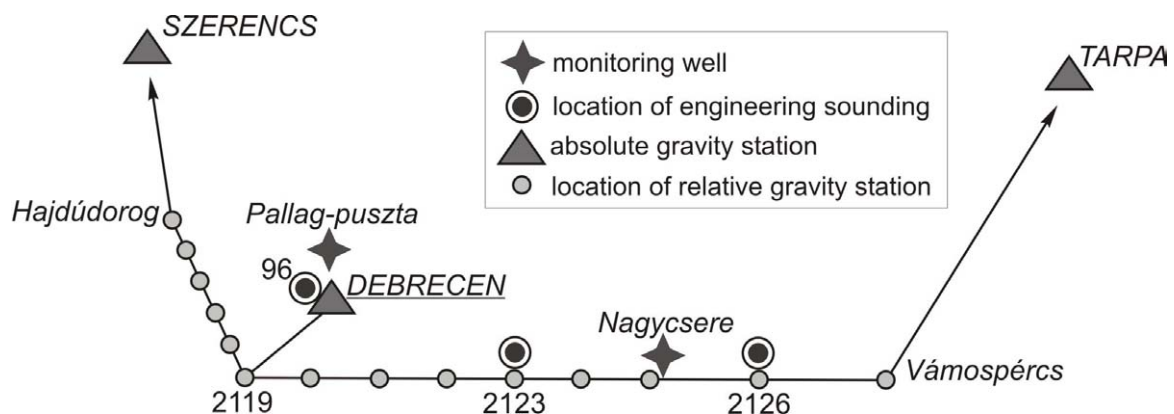 SZERENCS
TARPA
monitoring well
location of engineering sounding
absolute gravity station
location of relative gravity station
Hajdúdorog
Pallag-puszta
96
DEBRECEN
Nagycsere
Vámospércs
2119
2123
2126